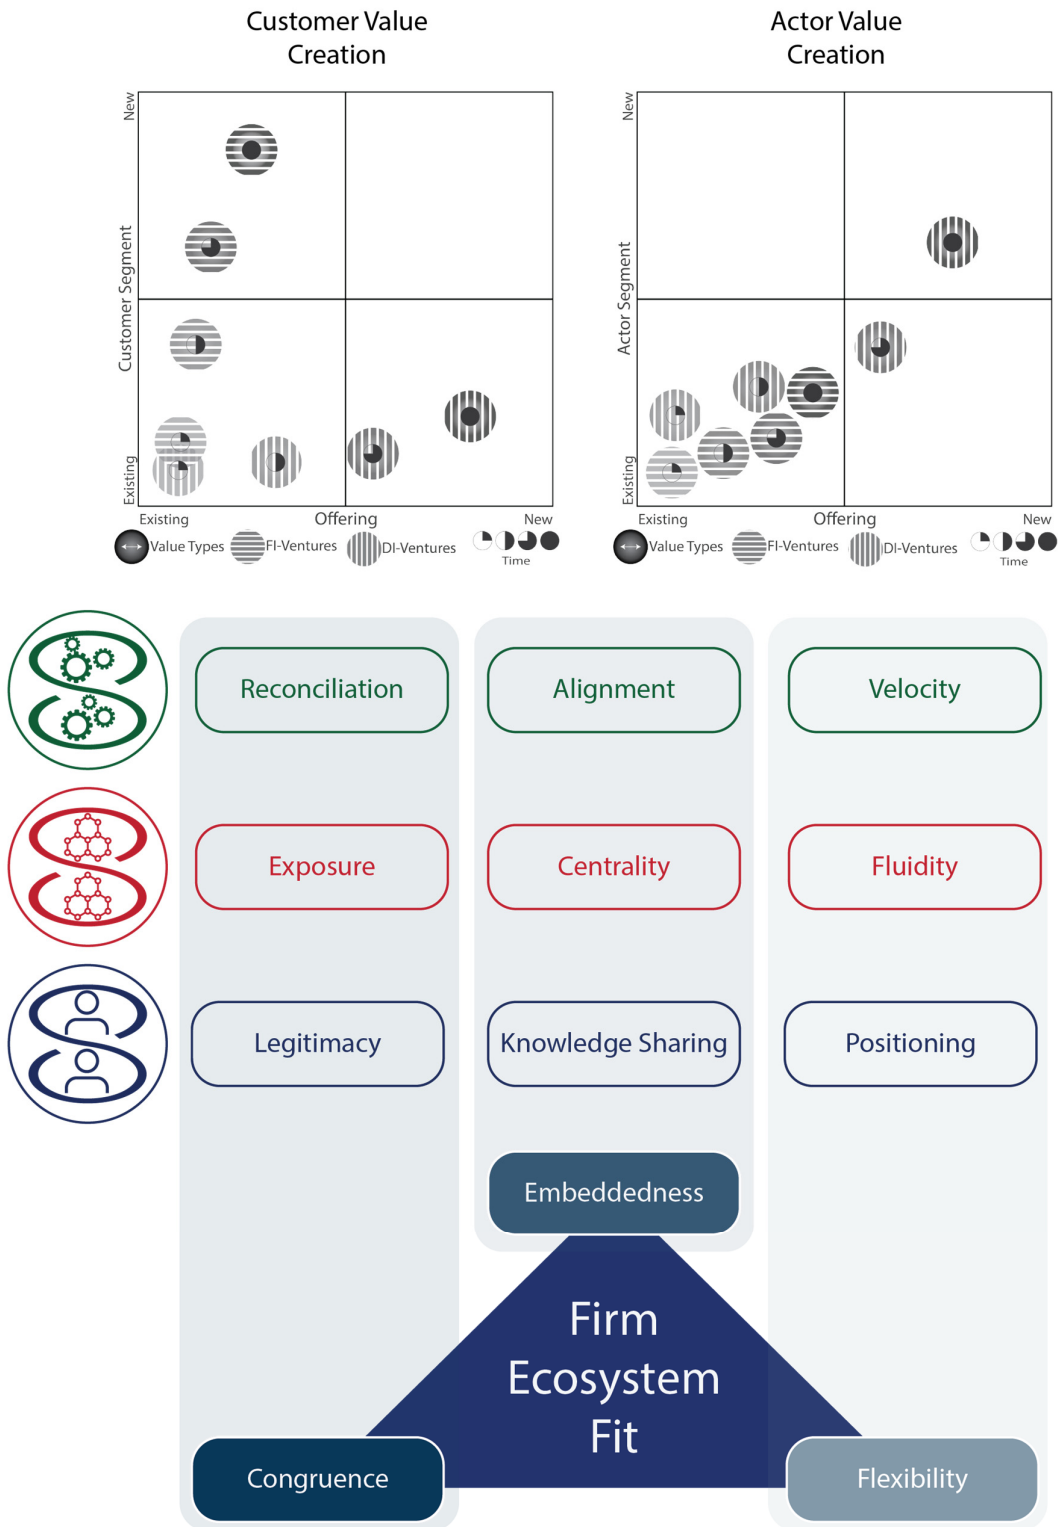 Customer Value
Creation
New
Customer Segment
Existing
Existing
Offering
New
Value Types
FI-Ventures
DI-Ventures
Time
Actor Value
Creation
New
Actor Segment
Existing
Existing
Offering
New
Value Types
FI-Ventures
DI-Ventures
Time
Reconciliation
Alignment
Velocity
Exposure
Centrality
Fluidity
Legitimacy
Knowledge Sharing
Positioning
Embeddedness
Firm
Ecosystem
Fit
Congruence
Flexibility